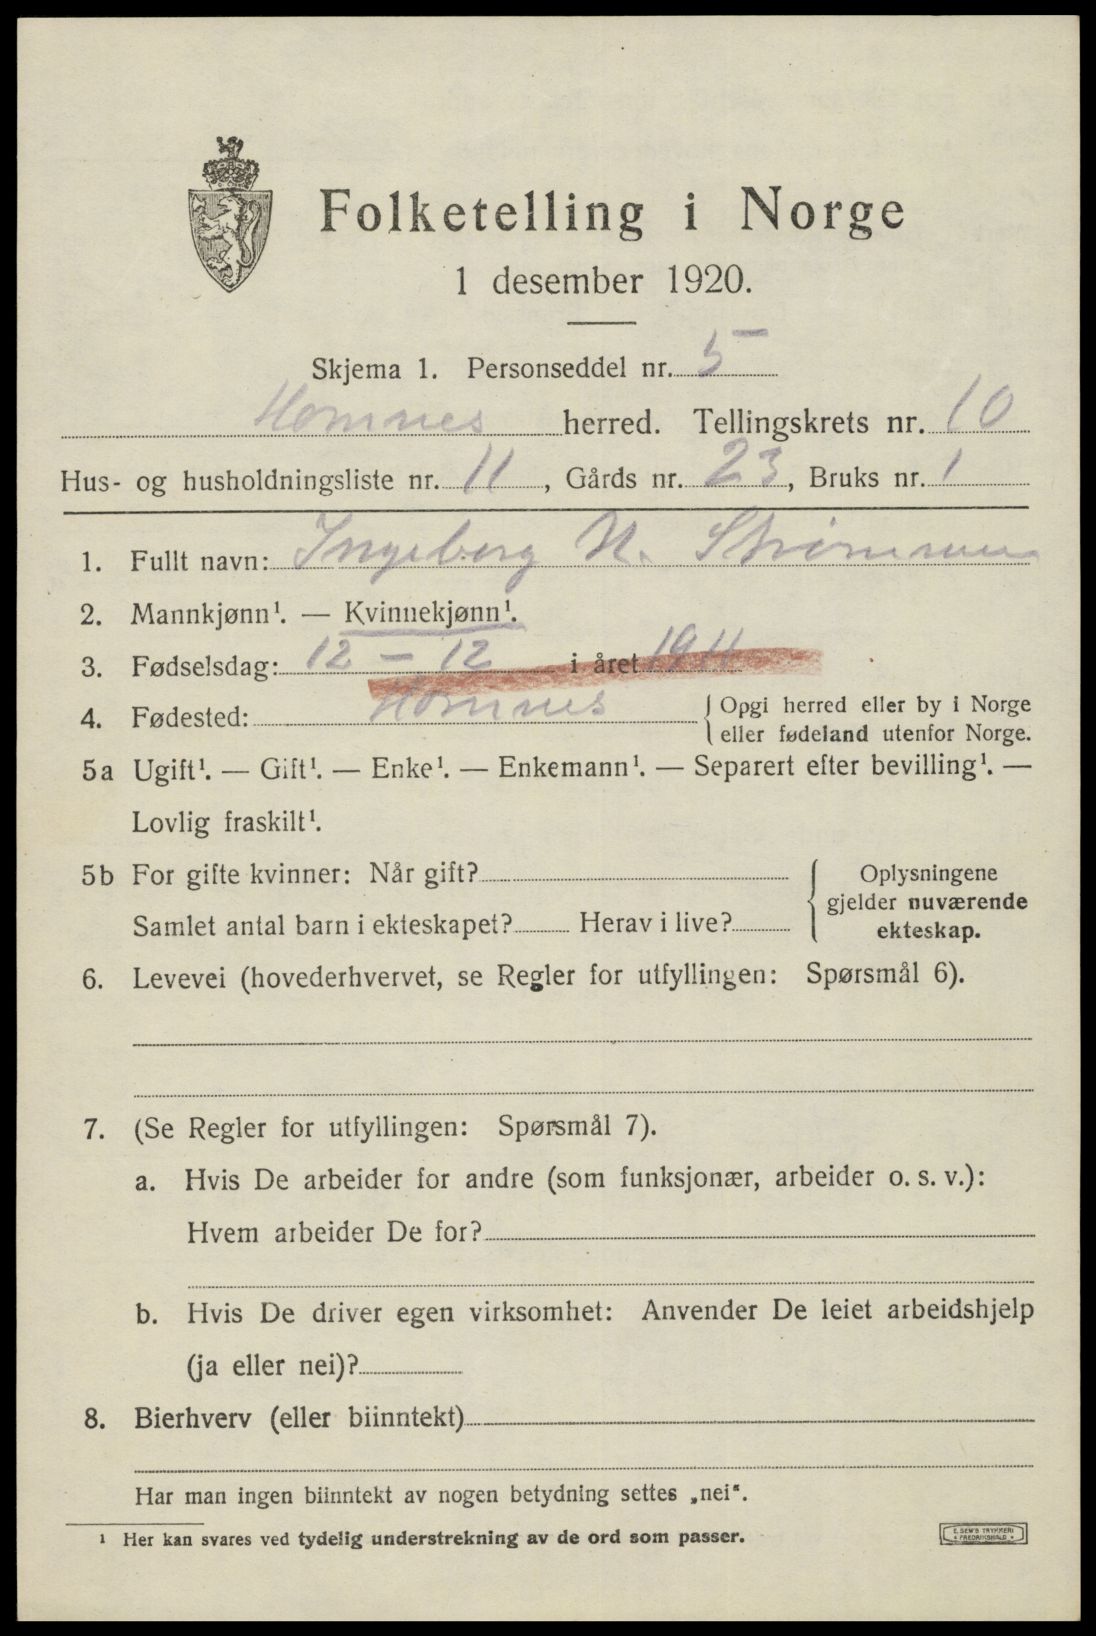 Folketelling i Norge
1 desember 1920.
Skjema 1. Personseddel nr. 5
Homnes herred. Tellingskrets nr. 10
Hus- og husholdningsliste nr. 11, Gårds nr. 23, Bruks nr. 1
1. Fullt navn: Ingeborg N. Strømmen
2. Mannkjønn¹. — Kvinnekjønn¹.
3. Fødselsdag: 12 – 12 i året 1911
4. Fødested: Homnes { Opgi herred eller by i Norge
eller fødeland utenfor Norge.
5a Ugift¹. — Gift¹. — Enke¹. — Enkemann¹. — Separert efter bevilling¹. —
Lovlig fraskilt¹.
5b For gifte kvinner: Når gift?
Samlet antal barn i ekteskapet? Herav i live?
{ Oplysningene
gjelder nuværende
ekteskap.
6. Levevei (hovederhvervet, se Regler for utfyllingen: Spørsmål 6).
7. (Se Regler for utfyllingen: Spørsmål 7).
a. Hvis De arbeider for andre (som funksjonær, arbeider o. s. v.):
Hvem arbeider De for?
b. Hvis De driver egen virksomhet: Anvender De leiet arbeidshjelp
(ja eller nei)?
8. Bierhverv (eller biinntekt)
Har man ingen biinntekt av nogen betydning settes „nei“.
¹ Her kan svares ved tydelig understrekning av de ord som passer.
E. SEM'S TRYKKERI
FREDRIKSHALD